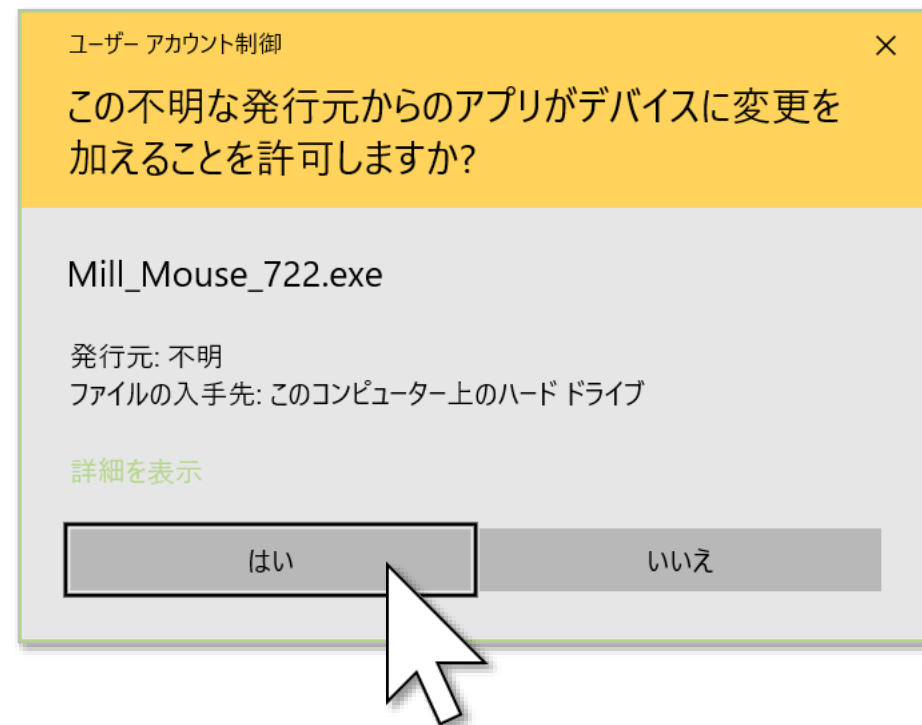 ユーザー アカウント制御
この不明な発行元からのアプリがデバイスに変更を
加えることを許可しますか?
Mill_Mouse_722.exe
発行元: 不明
ファイルの入手先: このコンピューター上のハード ドライブ
詳細を表示
はい
いいえ